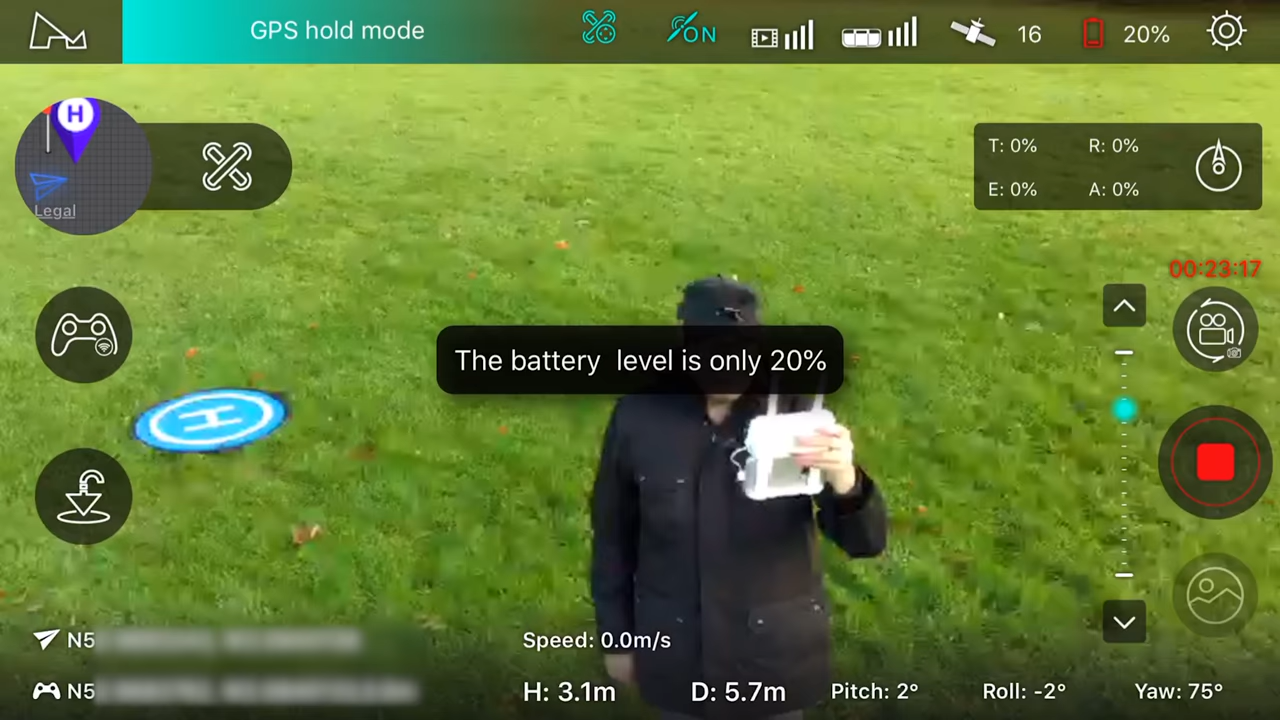 GPS hold mode
ON
16
20%
H
Legal
T: 0%
R: 0%
E: 0%
A: 0%
00:23:17
The battery  level is only 20%
H
N5
Speed: 0.0m/s
N5
H: 3.1m
D: 5.7m
Pitch: 2°
Roll: -2°
Yaw: 75°